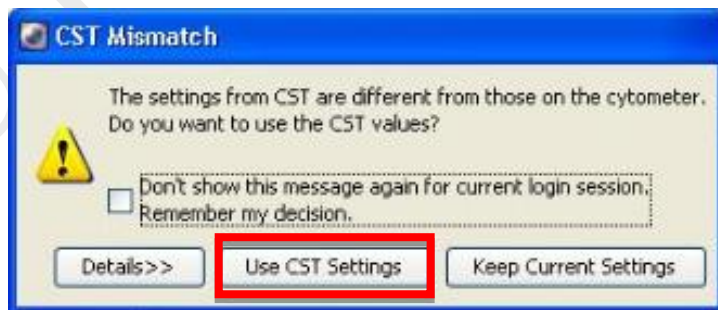 CST Mismatch
The settings from CST are different from those on the cytometer.
Do you want to use the CST values?
Don't show this message again for current login session.
Remember my decision.
Details>> Use CST Settings Keep Current Settings